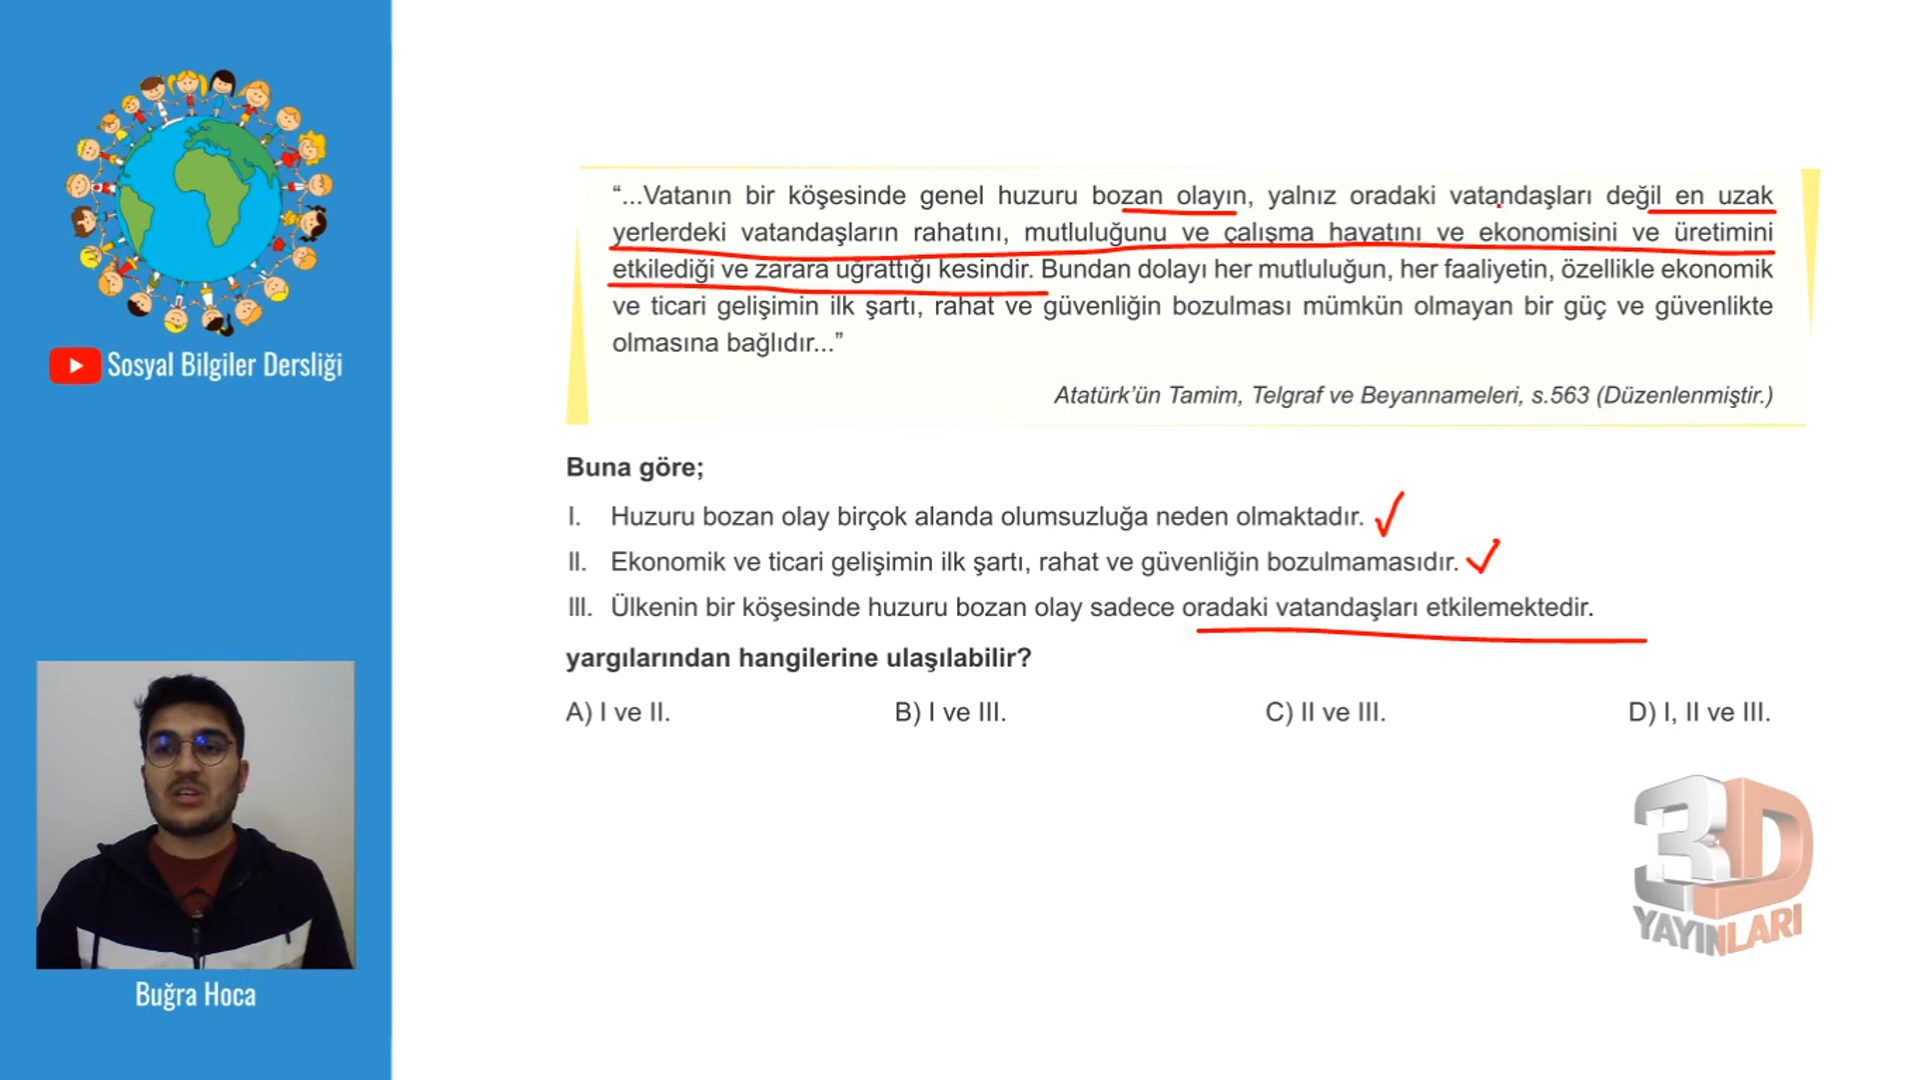 “...Vatanın bir köşesinde genel huzuru bozan olayın, yalnız oradaki vatandaşları değil en uzak
yerlerdeki vatandaşların rahatını, mutluluğunu ve çalışma hayatını ve ekonomisini ve üretimini
etkilediği ve zarara uğrattığı kesindir. Bundan dolayı her mutluluğun, her faaliyetin, özellikle ekonomik
ve ticari gelişimin ilk şartı, rahat ve güvenliğin bozulması mümkün olmayan bir güç ve güvenlikte
olmasına bağlıdır...”
Atatürk’ün Tamim, Telgraf ve Beyannameleri, s.563 (Düzenlenmiştir.)
Buna göre;
I. Huzuru bozan olay birçok alanda olumsuzluğa neden olmaktadır.
II. Ekonomik ve ticari gelişimin ilk şartı, rahat ve güvenliğin bozulmamasıdır.
III. Ülkenin bir köşesinde huzuru bozan olay sadece oradaki vatandaşları etkilemektedir.
yargılarından hangilerine ulaşılabilir?
A) I ve II.
B) I ve III.
C) II ve III.
D) I, II ve III.
Sosyal Bilgiler Dersliği
Buğra Hoca
3D
YAYINLARI